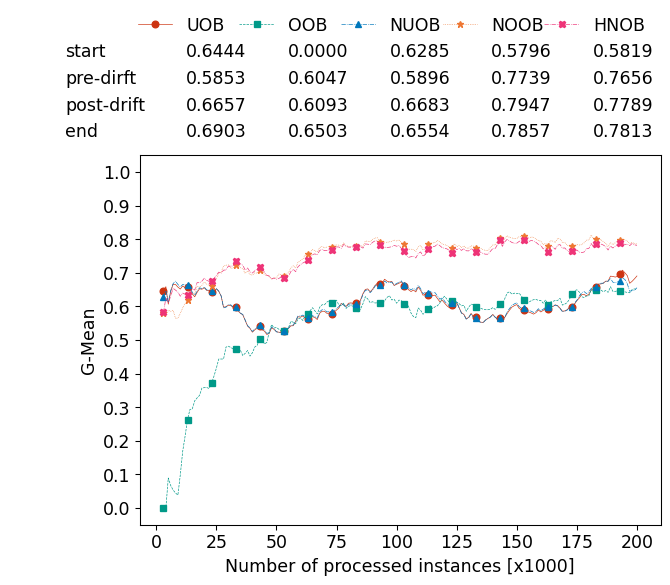 UOB OOB NUOB NOOB HNOB
start 0.6444 0.0000 0.6285 0.5796 0.5819
pre-dirft 0.5853 0.6047 0.5896 0.7739 0.7656
post-drift 0.6657 0.6093 0.6683 0.7947 0.7789
end 0.6903 0.6503 0.6554 0.7857 0.7813
1.0
0.9
0.8
0.7
0.6
0.5
0.4
0.3
0.2
0.1
0.0
G-Mean
0 25 50 75 100 125 150 175 200
Number of processed instances [x1000]